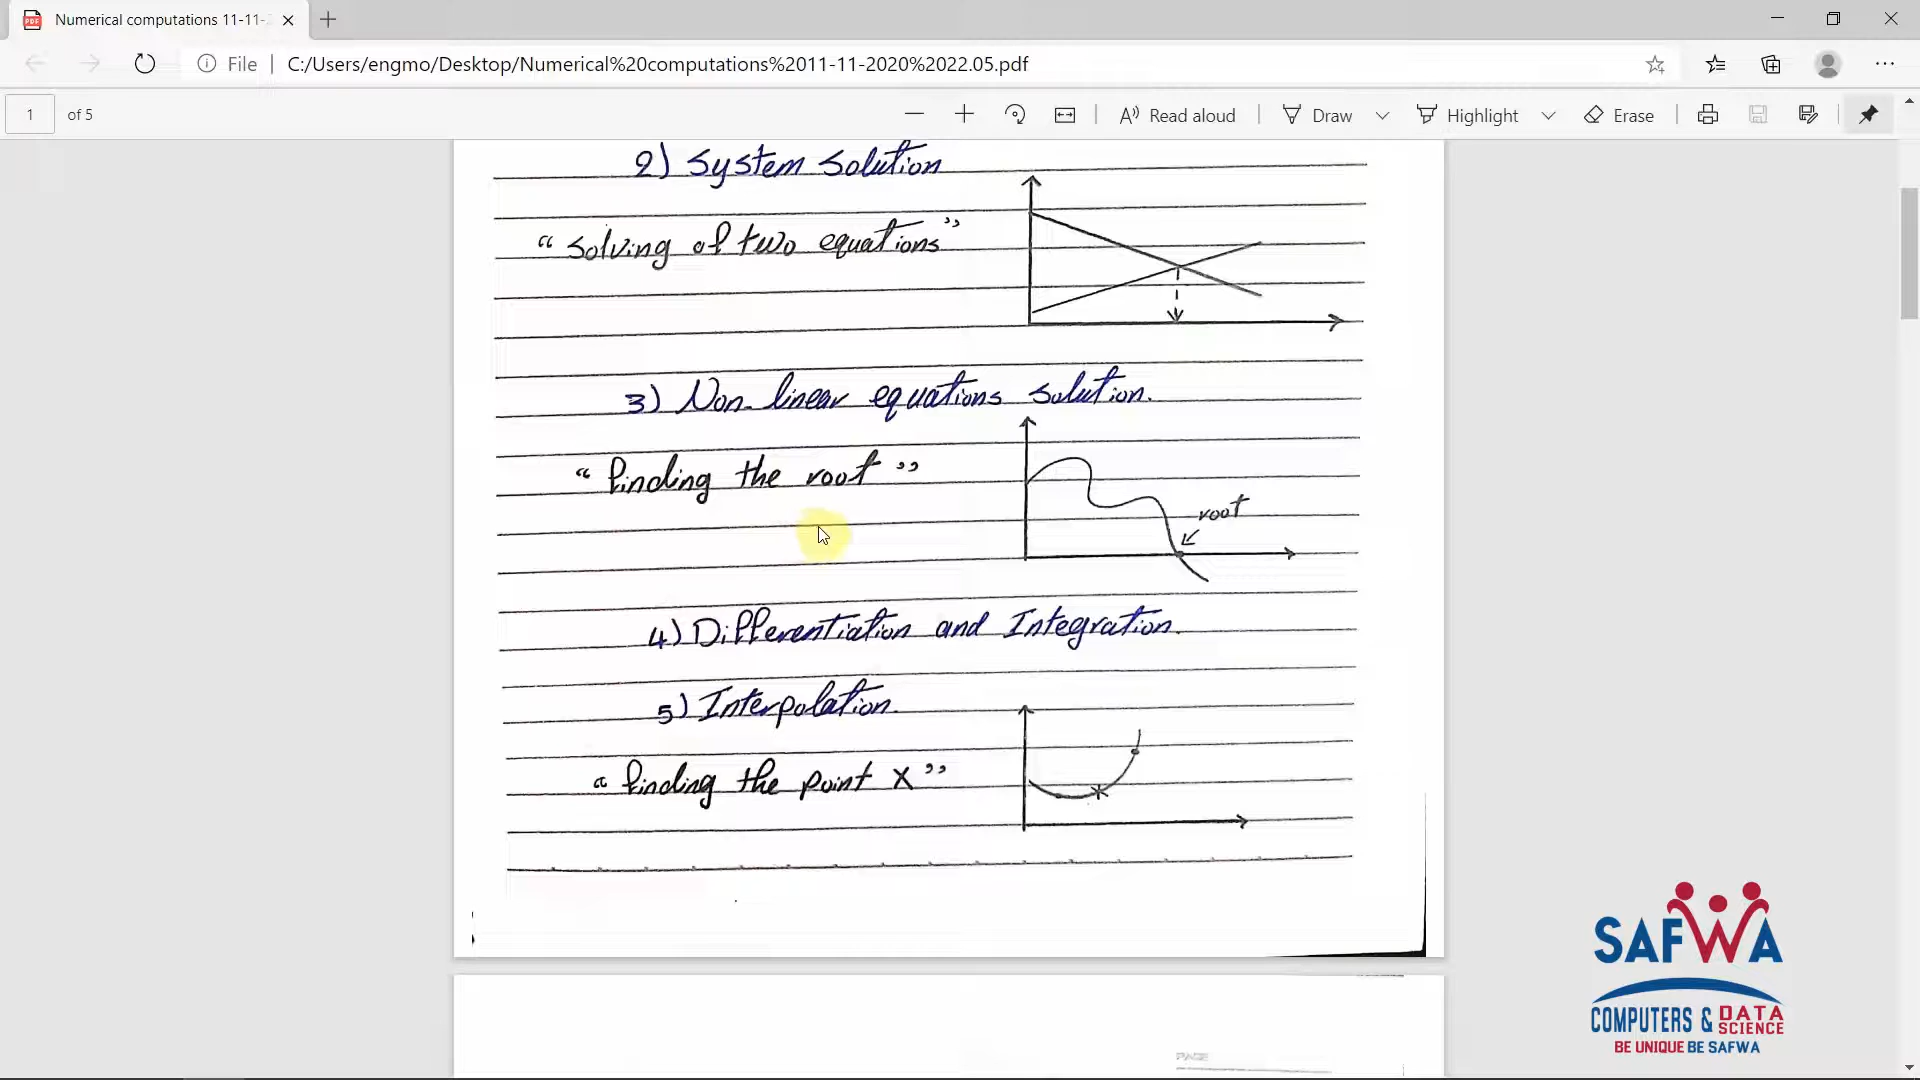 Numerical computations 11-11-2
File
C:/Users/engmo/Desktop/Numerical%20computations%2011-11-2020%2022.05.pdf
1 of 5
Read aloud
Draw
Highlight
Erase
2) System Solution
“Solving of two equations”
3) Non-linear equations solution.
“finding the root”
root
4) Differentiation and Integration.
5) Interpolation.
“finding the point X”
PAGE
SAFWA
COMPUTERS & DATA SCIENCE
BE UNIQUE BE SAFWA